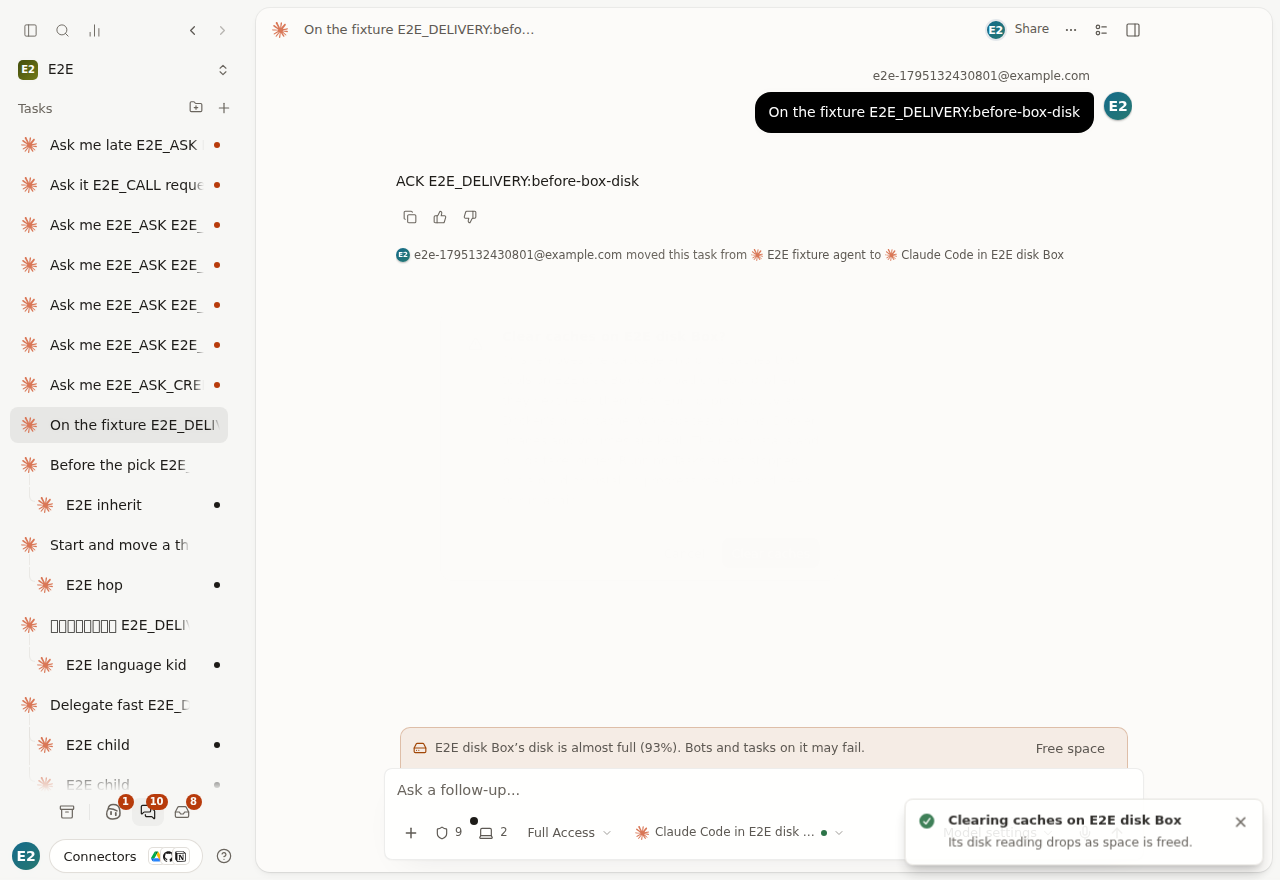 On the fixture E2E_DELIVERY:befo...
E2 Share
E2 E2E
Tasks
Ask me late E2E_ASK
Ask it E2E_CALL reque
Ask me E2E_ASK E2E_
Ask me E2E_ASK E2E_
Ask me E2E_ASK E2E_
Ask me E2E_ASK E2E_
Ask me E2E_ASK_CRE
On the fixture E2E_DELIV
Before the pick E2E_
E2E inherit
Start and move a th
E2E hop
E2E_DELIV
E2E language kid
Delegate fast E2E_D
E2E child
E2E child
1 10 8
E2 Connectors
e2e-1795132430801@example.com
On the fixture E2E_DELIVERY:before-box-disk E2
ACK E2E_DELIVERY:before-box-disk
E2 e2e-1795132430801@example.com moved this task from E2E fixture agent to Claude Code in E2E disk Box
E2E disk Box’s disk is almost full (93%). Bots and tasks on it may fail. Free space
Ask a follow-up...
9 2 Full Access Claude Code in E2E disk ... Model settings
Clearing caches on E2E disk Box
Its disk reading drops as space is freed.